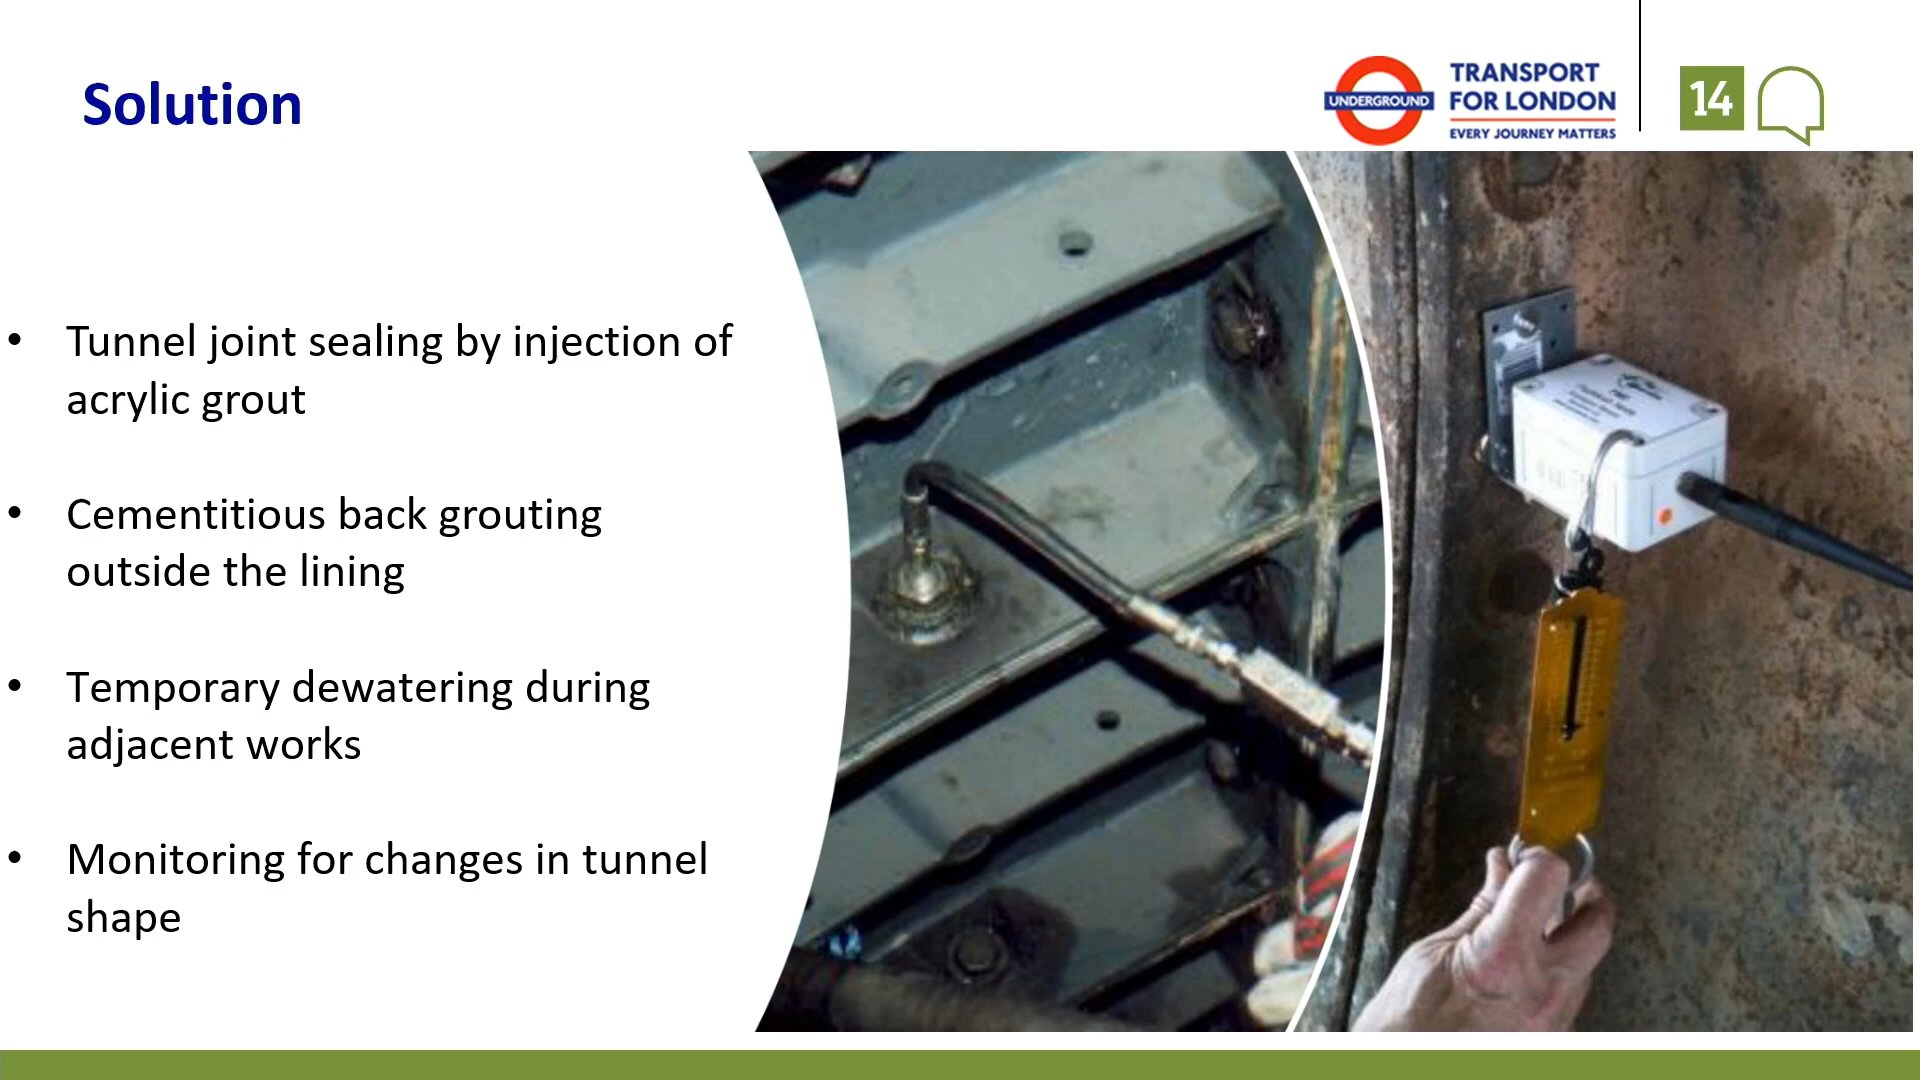 Solution
UNDERGROUND
TRANSPORT
FOR LONDON
EVERY JOURNEY MATTERS
14
• Tunnel joint sealing by injection of
acrylic grout
• Cementitious back grouting
outside the lining
• Temporary dewatering during
adjacent works
• Monitoring for changes in tunnel
shape